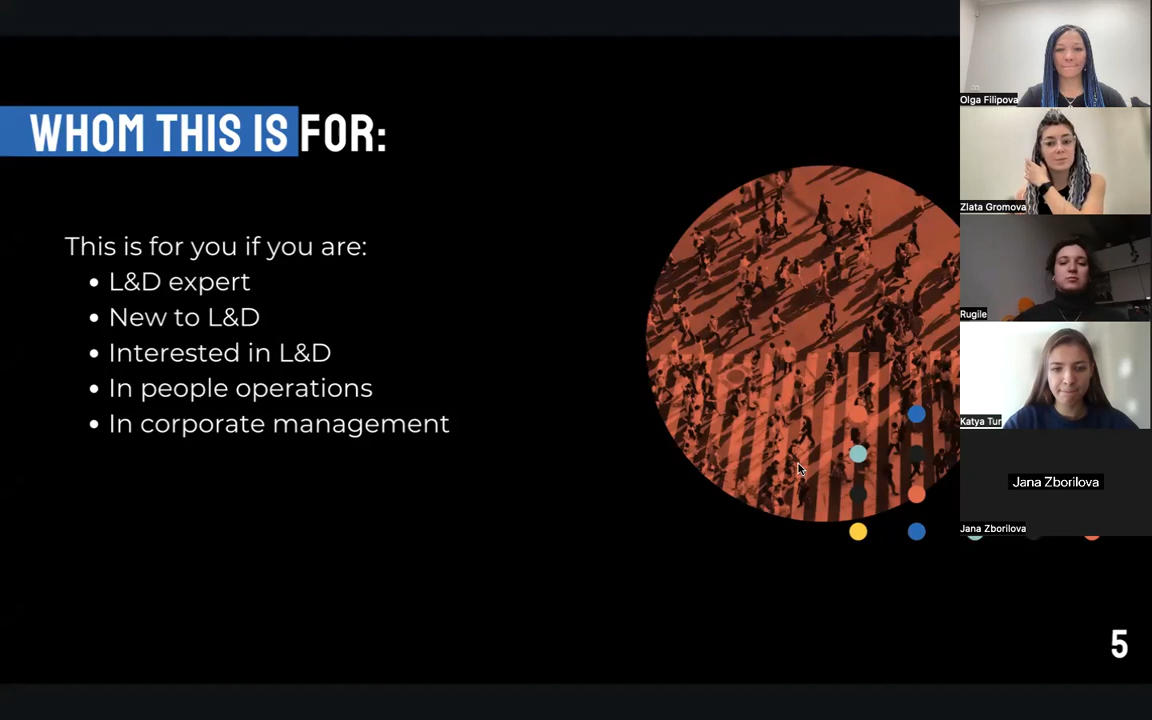 WHOM THIS IS FOR:
This is for you if you are:
• L&D expert
• New to L&D
• Interested in L&D
• In people operations
• In corporate management
5
Olga Filipova
Zlata Gromova
Rugile
Katya Tur
Jana Zborilova
Jana Zborilova